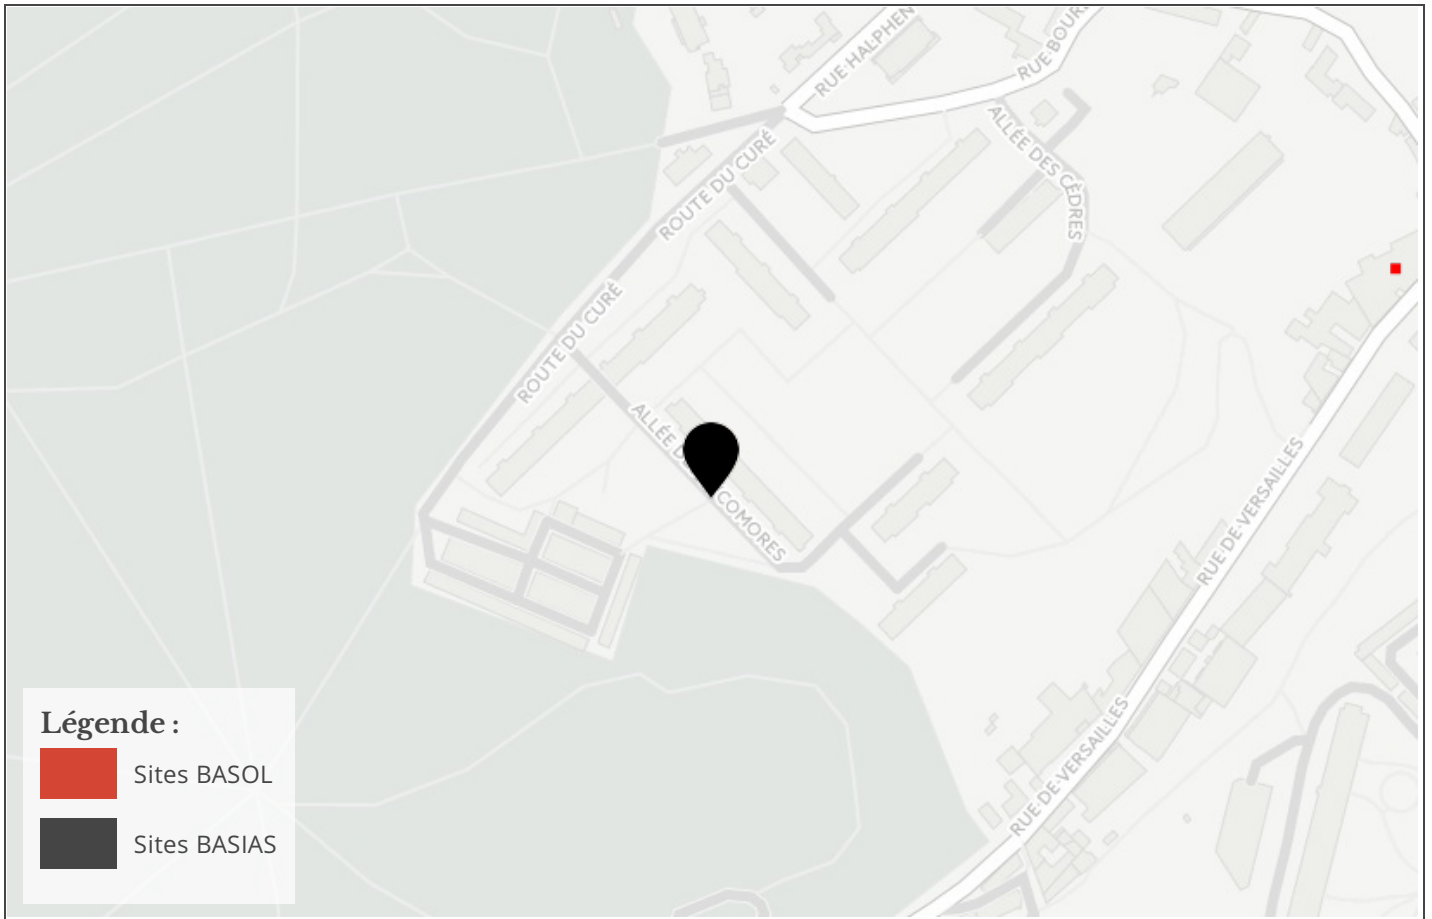 RUE HALPHEN
RUE BOUR
ALLÉE DES CÈDRES
ROUTE DU CURÉ
ROUTE DU CURÉ
ALLÉE DE
COMORES
RUE DE VERSAILLES
RUE DE VERSAILLES
Légende :
Sites BASOL
Sites BASIAS